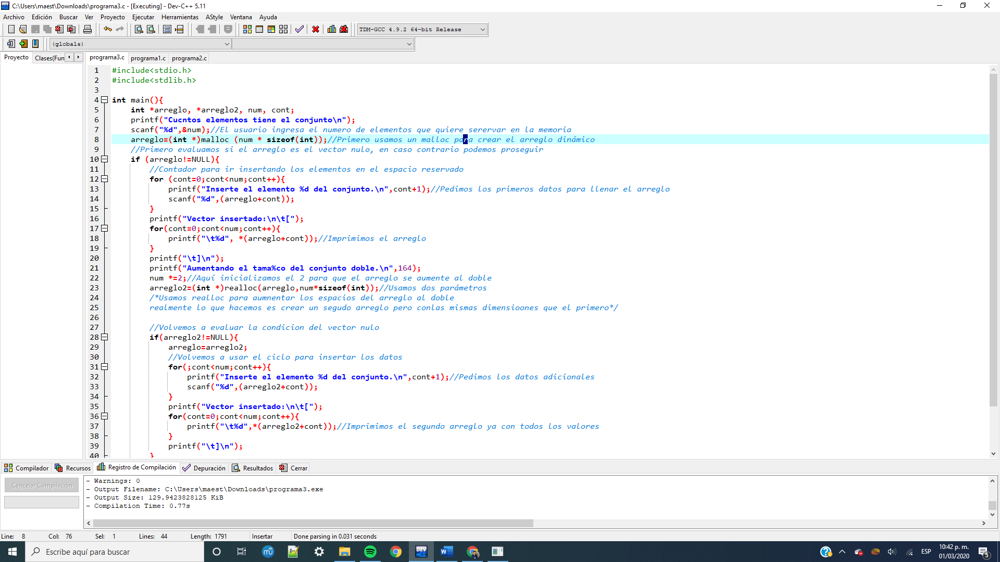 C:\Users\maest\Downloads\programa3.c - [Executing] - Dev-C++ 5.11
Archivo Edición Buscar Ver Proyecto Ejecutar Herramientas AStyle Ventana Ayuda
TDM-GCC 4.9.2 64-bit Release
(globals)
Proyecto Clases(Fun programa3.c programa1.c programa2.c
1 #include<stdio.h>
2 #include<stdlib.h>
3
4 int main(){
5 int *arreglo, *arreglo2, num, cont;
6 printf("Cucntos elementos tiene el conjunto\n");
7 scanf("%d",&num);//El usuario ingresa el numero de elementos que quiere serervar en la memoria
8 arreglo=(int *)malloc (num * sizeof(int));//Primero usamos un malloc para crear el arreglo dinámico
9 //Primero evaluamos si el arreglo es el vector nulo, en caso contrario podemos proseguir
10 if (arreglo!=NULL){
11 //Contador para ir insertando los elementos en el espacio reservado
12 for (cont=0;cont<num;cont++){
13 printf("Inserte el elemento %d del conjunto.\n",cont+1);//Pedimos los primeros datos para llenar el arreglo
14 scanf("%d",(arreglo+cont));
15 }
16 printf("Vector insertado:\n\t[");
17 for(cont=0;cont<num;cont++){
18 printf("\t%d", *(arreglo+cont));//Imprimimos el arreglo
19 }
20 printf("\t]\n");
21 printf("Aumentando el tama%co del conjunto doble.\n",164);
22 num *=2;//Aquí inicializamos el 2 para que el arreglo se aumente al doble
23 arreglo2=(int *)realloc(arreglo,num*sizeof(int));//Usamos dos parámetros
24 /*Usamos realloc para aumnentar los espacios del arreglo al doble
25 realmente lo que hacemos es crear un segudo arreglo pero conlas mismas dimensioones que el primero*/
26
27 //Volvemos a evaluar la condicion del vector nulo
28 if(arreglo2!=NULL){
29 arreglo=arreglo2;
30 //Volvemos a usar el ciclo para insertar los datos
31 for(;cont<num;cont++){
32 printf("Inserte el elemento %d del conjunto.\n",cont+1);//Pedimos los datos adicionales
33 scanf("%d",(arreglo2+cont));
34 }
35 printf("Vector insertado:\n\t[");
36 for(cont=0;cont<num;cont++){
37 printf("\t%d",*(arreglo2+cont));//Imprimimos el segundo arreglo ya con todos los valores
38 }
39 printf("\t]\n");
40 }
Compilador Recursos Registro de Compilación Depuración Resultados Cerrar
Cancelar Compilación
- Warnings: 0
- Output Filename: C:\Users\maest\Downloads\programa3.exe
- Output Size: 129.9423828125 KiB
- Compilation Time: 0.77s
Line: 8 Col: 76 Sel: 1 Lines: 44 Length: 1791 Insertar Done parsing in 0.031 seconds
Escribe aquí para buscar
ESP
10:42 p. m.
01/03/2020
5